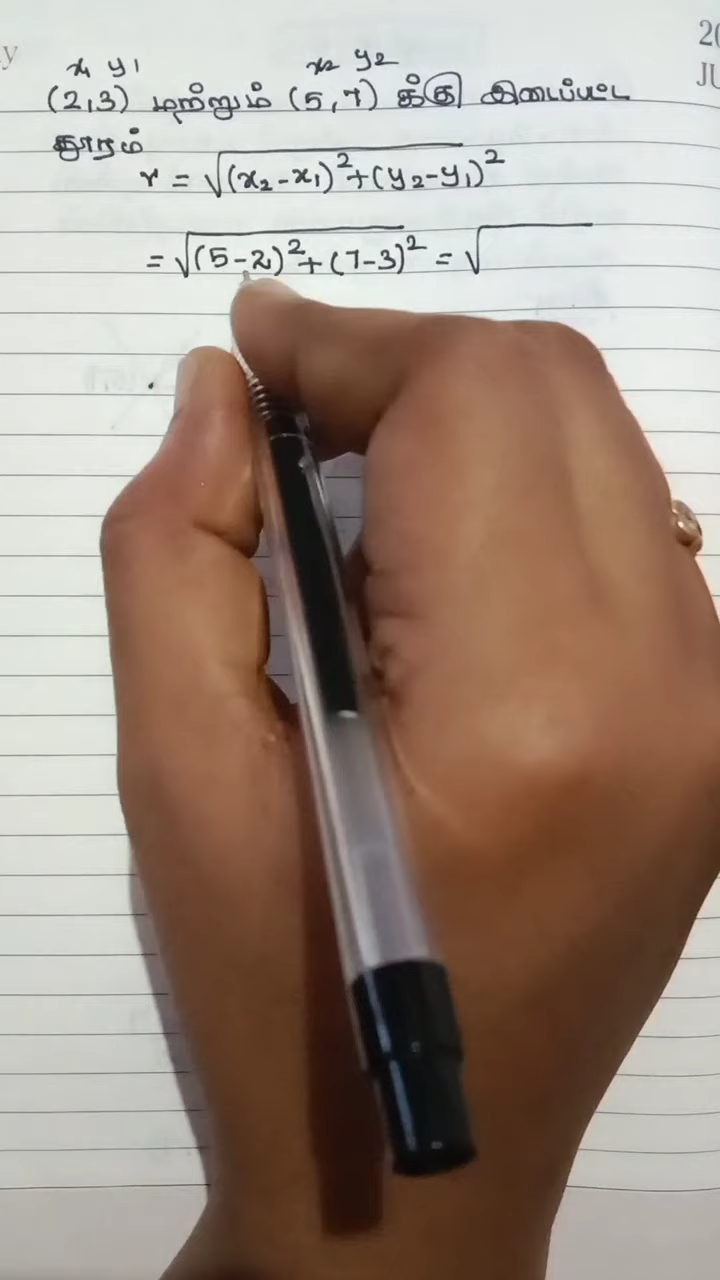 x₁ y₁ x₂ y₂
(2,3) மற்றும் (5,7) க்கு இடைப்பட்ட
தூரம்
r = √(x₂-x₁)²+(y₂-y₁)²
= √(5-2)²+(7-3)² = √